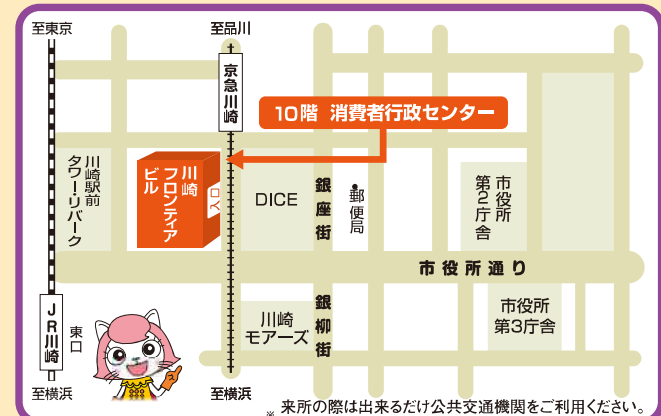 至東京
至品川
京急川崎
10階 消費者行政センター
川崎駅前
タワー・リバーク
川崎
フロンティア
ビル
入口
DICE
銀座街
郵便局
市役所
第2庁舎
市役所通り
JR川崎
東口
川崎
モアーズ
銀柳街
市役所
第3庁舎
至横浜
至横浜
※ 来所の際は出来るだけ公共交通機関をご利用ください。